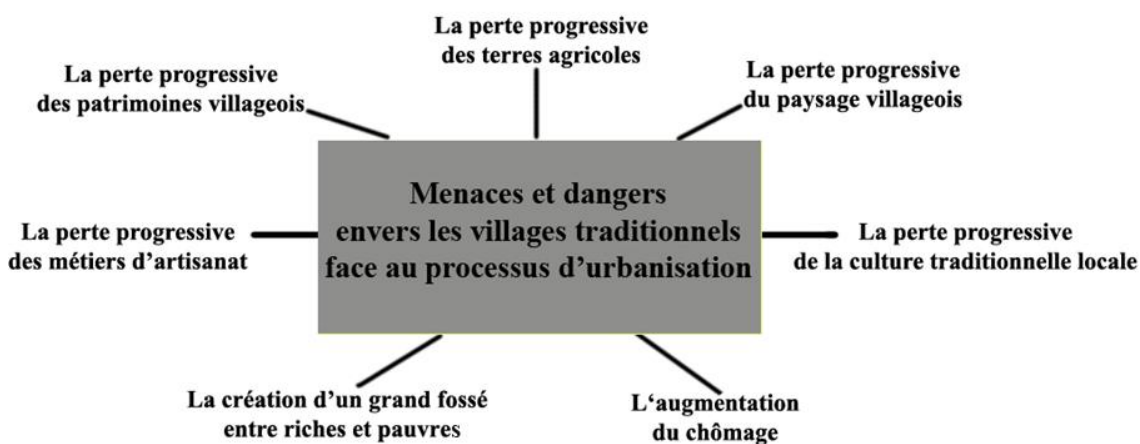 La perte progressive
des terres agricoles
La perte progressive
des patrimoines villageois
La perte progressive
du paysage villageois
Menaces et dangers
envers les villages traditionnels
face au processus d’urbanisation
La perte progressive
des métiers d’artisanat
La perte progressive
de la culture traditionnelle locale
La création d’un grand fossé
entre riches et pauvres
L‘augmentation
du chômage